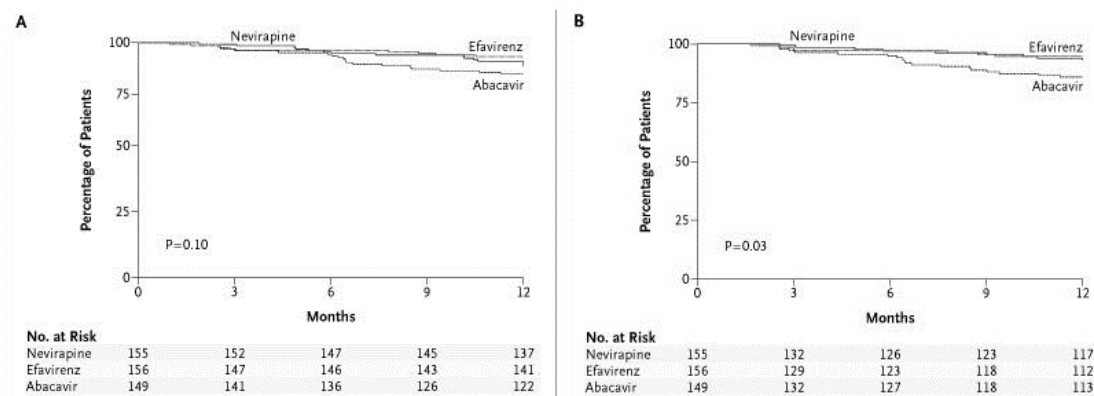 A
Nevirapine
Efavirenz
Abacavir
100
75
50
25
0
Percentage of Patients
P=0.10
0 3 6 9 12
Months
No. at Risk
Nevirapine 155 152 147 145 137
Efavirenz 156 147 146 143 141
Abacavir 149 141 136 126 122
B
Nevirapine
Efavirenz
Abacavir
100
75
50
25
0
Percentage of Patients
P=0.03
0 3 6 9 12
Months
No. at Risk
Nevirapine 155 132 126 123 117
Efavirenz 156 129 123 118 112
Abacavir 149 132 127 118 113